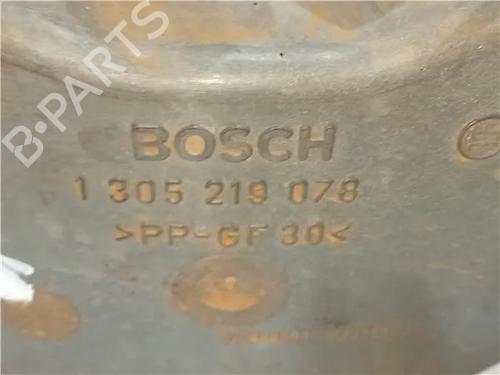 B-PARTS
BOSCH
1 305 219 078
>PP-GF 30<